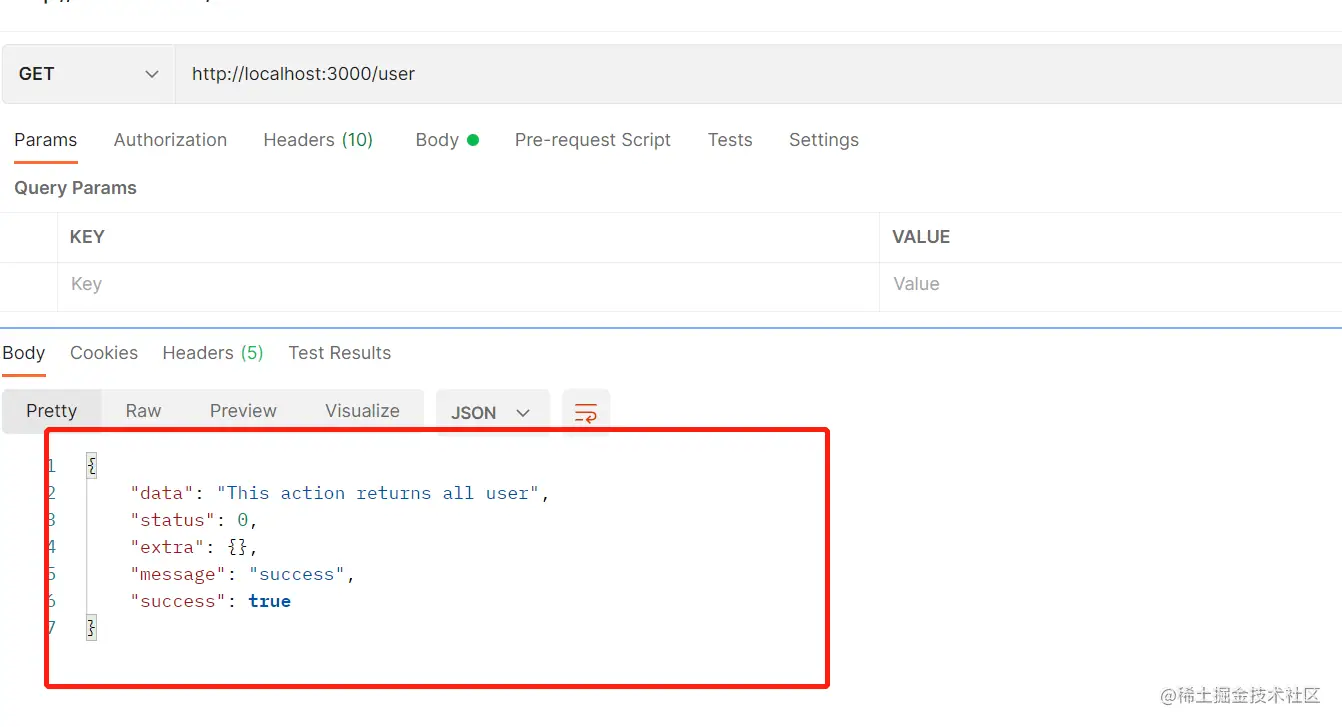 GET http://localhost:3000/user
Params Authorization Headers (10) Body Pre-request Script Tests Settings
Query Params
KEY VALUE
Key Value
Body Cookies Headers (5) Test Results
Pretty Raw Preview Visualize JSON
1 {
2 "data": "This action returns all user",
3 "status": 0,
4 "extra": {},
5 "message": "success",
6 "success": true
7 }
@稀土掘金技术社区